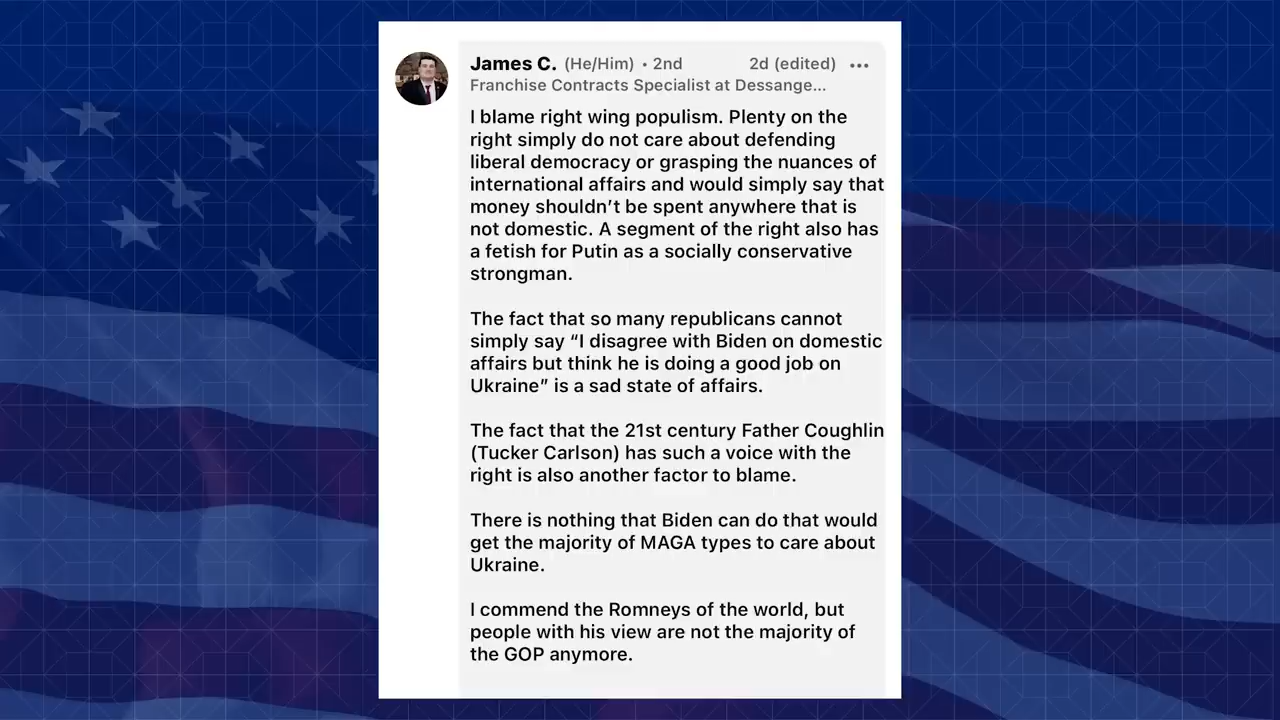 James C. (He/Him) • 2nd 2d (edited) •••
Franchise Contracts Specialist at Dessange...
I blame right wing populism. Plenty on the
right simply do not care about defending
liberal democracy or grasping the nuances of
international affairs and would simply say that
money shouldn’t be spent anywhere that is
not domestic. A segment of the right also has
a fetish for Putin as a socially conservative
strongman.
The fact that so many republicans cannot
simply say “I disagree with Biden on domestic
affairs but think he is doing a good job on
Ukraine” is a sad state of affairs.
The fact that the 21st century Father Coughlin
(Tucker Carlson) has such a voice with the
right is also another factor to blame.
There is nothing that Biden can do that would
get the majority of MAGA types to care about
Ukraine.
I commend the Romneys of the world, but
people with his view are not the majority of
the GOP anymore.